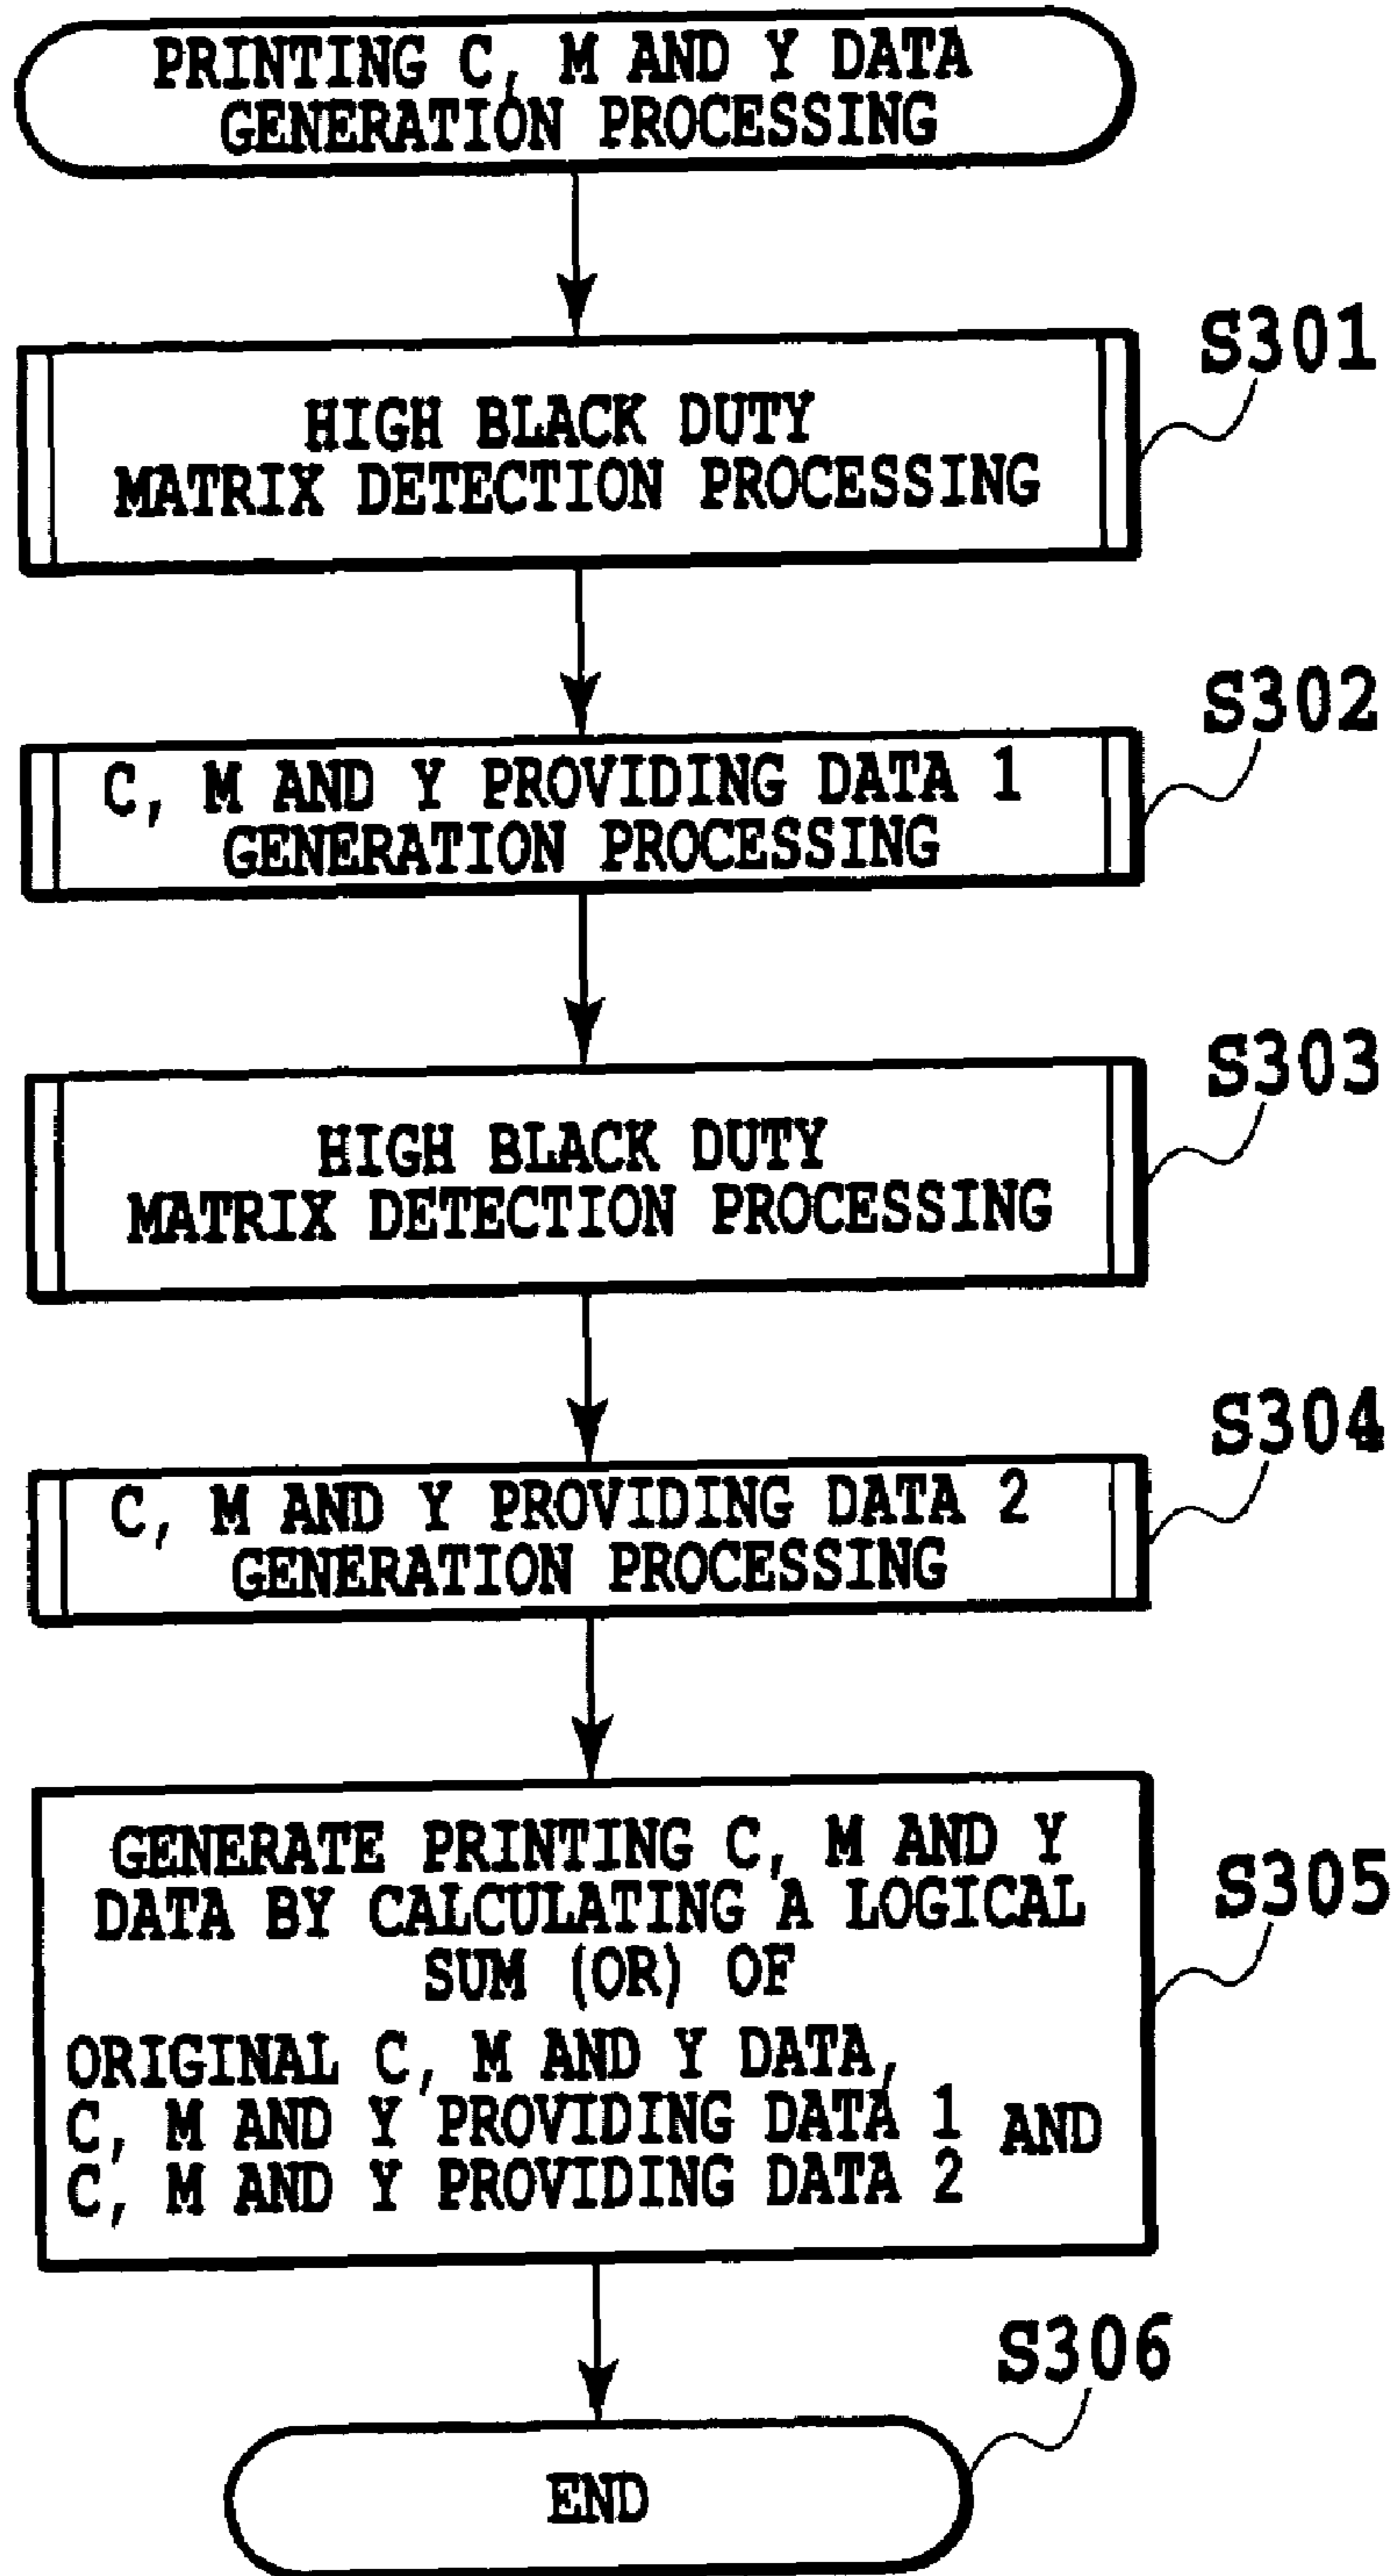 PRINTING C, M AND Y DATA
GENERATION PROCESSING
S301
HIGH BLACK DUTY
MATRIX DETECTION PROCESSING
S302
C, M AND Y PROVIDING DATA 1
GENERATION PROCESSING
S303
HIGH BLACK DUTY
MATRIX DETECTION PROCESSING
S304
C, M AND Y PROVIDING DATA 2
GENERATION PROCESSING
S305
GENERATE PRINTING C, M AND Y
DATA BY CALCULATING A LOGICAL
SUM (OR) OF
ORIGINAL C, M AND Y DATA,
C, M AND Y PROVIDING DATA 1 AND
C, M AND Y PROVIDING DATA 2
S306
END